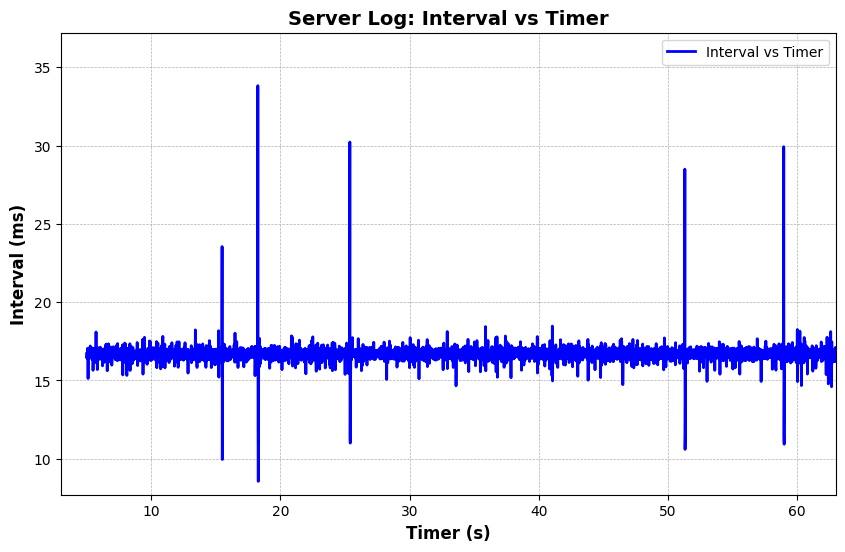 Server Log: Interval vs Timer
Interval vs Timer
35
30
25
20
15
10
Interval (ms)
10 20 30 40 50 60
Timer (s)